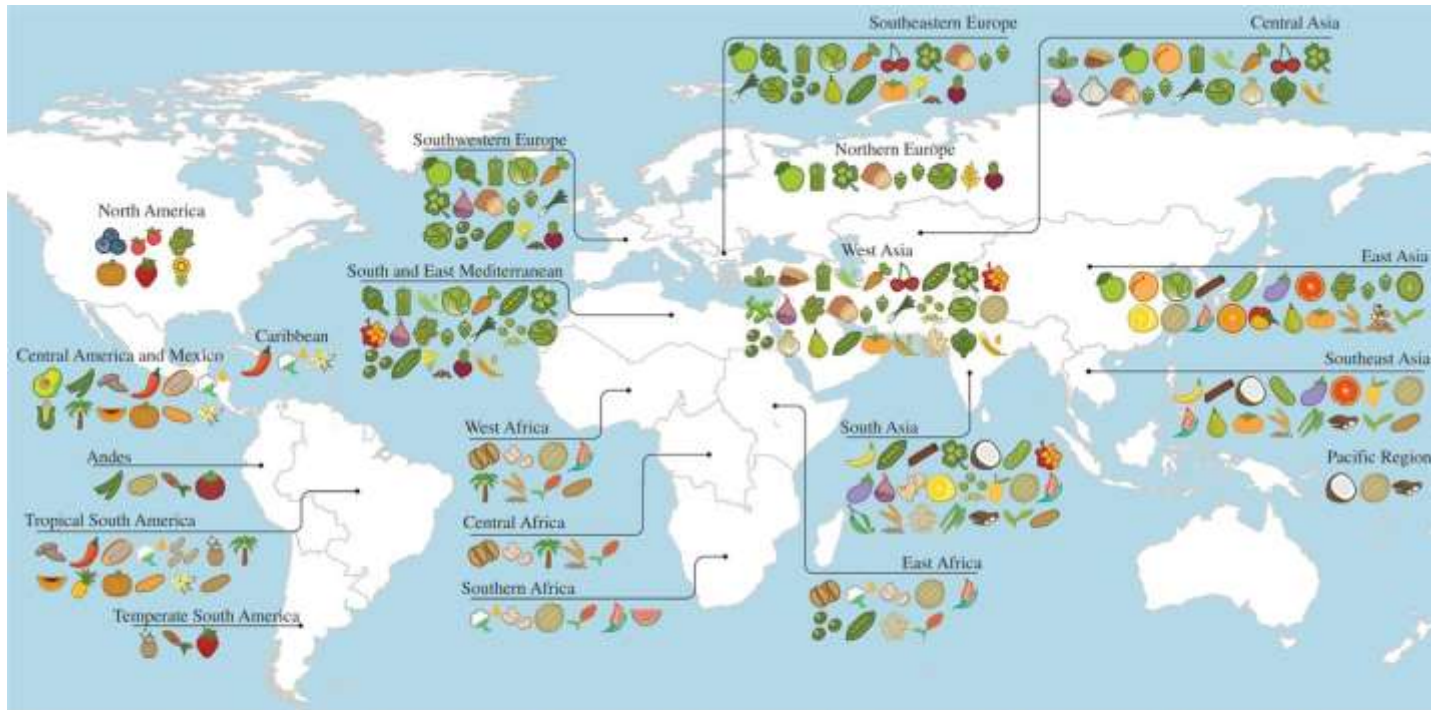 Southeastern Europe
Central Asia
Southwestern Europe
Northern Europe
North America
West Asia
South and East Mediterranean
East Asia
Caribbean
Central America and Mexico
Southeast Asia
West Africa
South Asia
Andes
Pacific Region
Tropical South America
Central Africa
East Africa
Southern Africa
Temperate South America